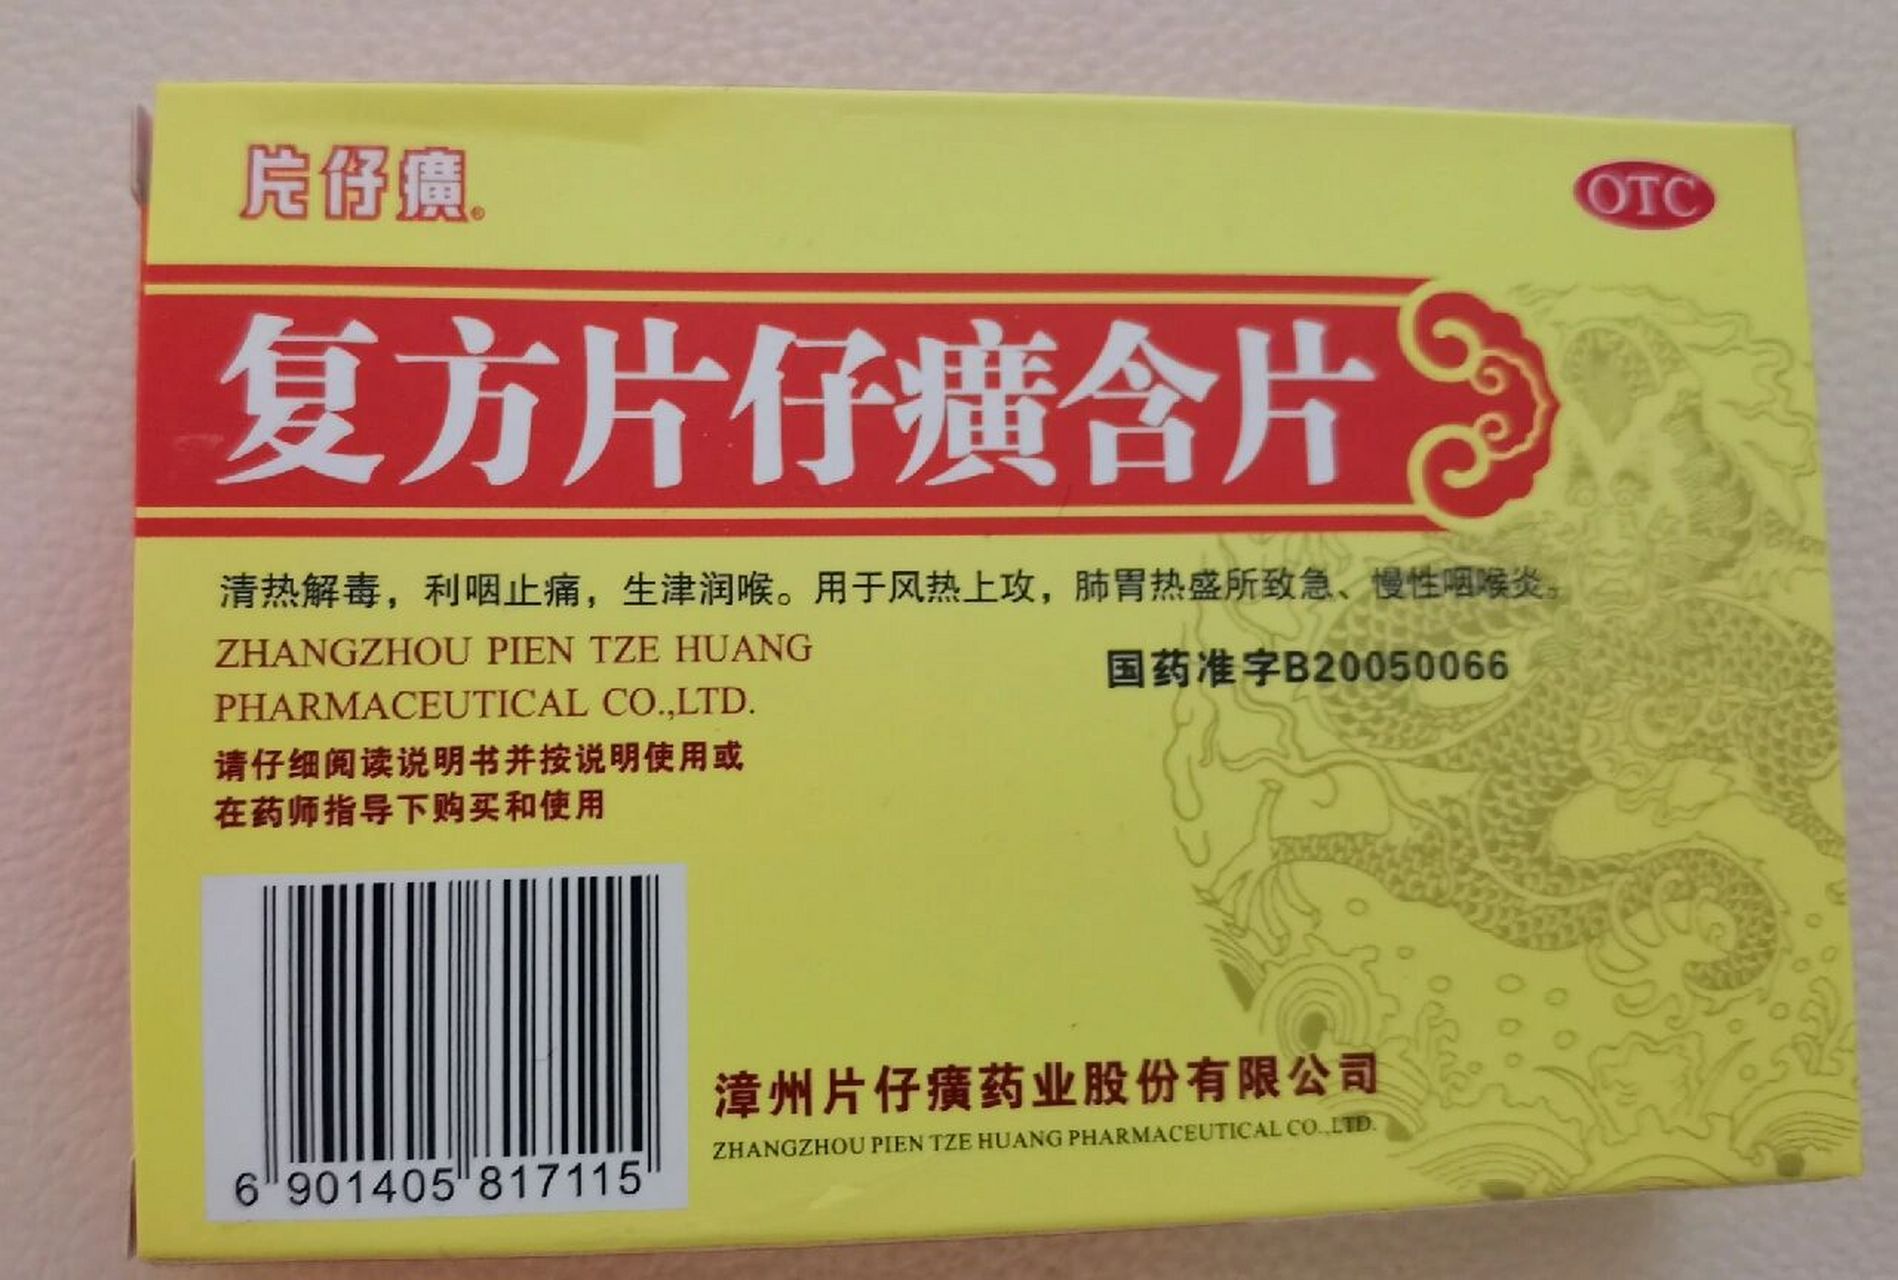 片仔癀®
OTC
复方片仔癀含片
清热解毒，利咽止痛，生津润喉。用于风热上攻，肺胃热盛所致急、慢性咽喉炎。
ZHANGZHOU PIEN TZE HUANG
PHARMACEUTICAL CO.,LTD.
国药准字B20050066
请仔细阅读说明书并按说明使用或
在药师指导下购买和使用
漳州片仔癀药业股份有限公司
ZHANGZHOU PIEN TZE HUANG PHARMACEUTICAL CO.,LTD.
6 901405 817115